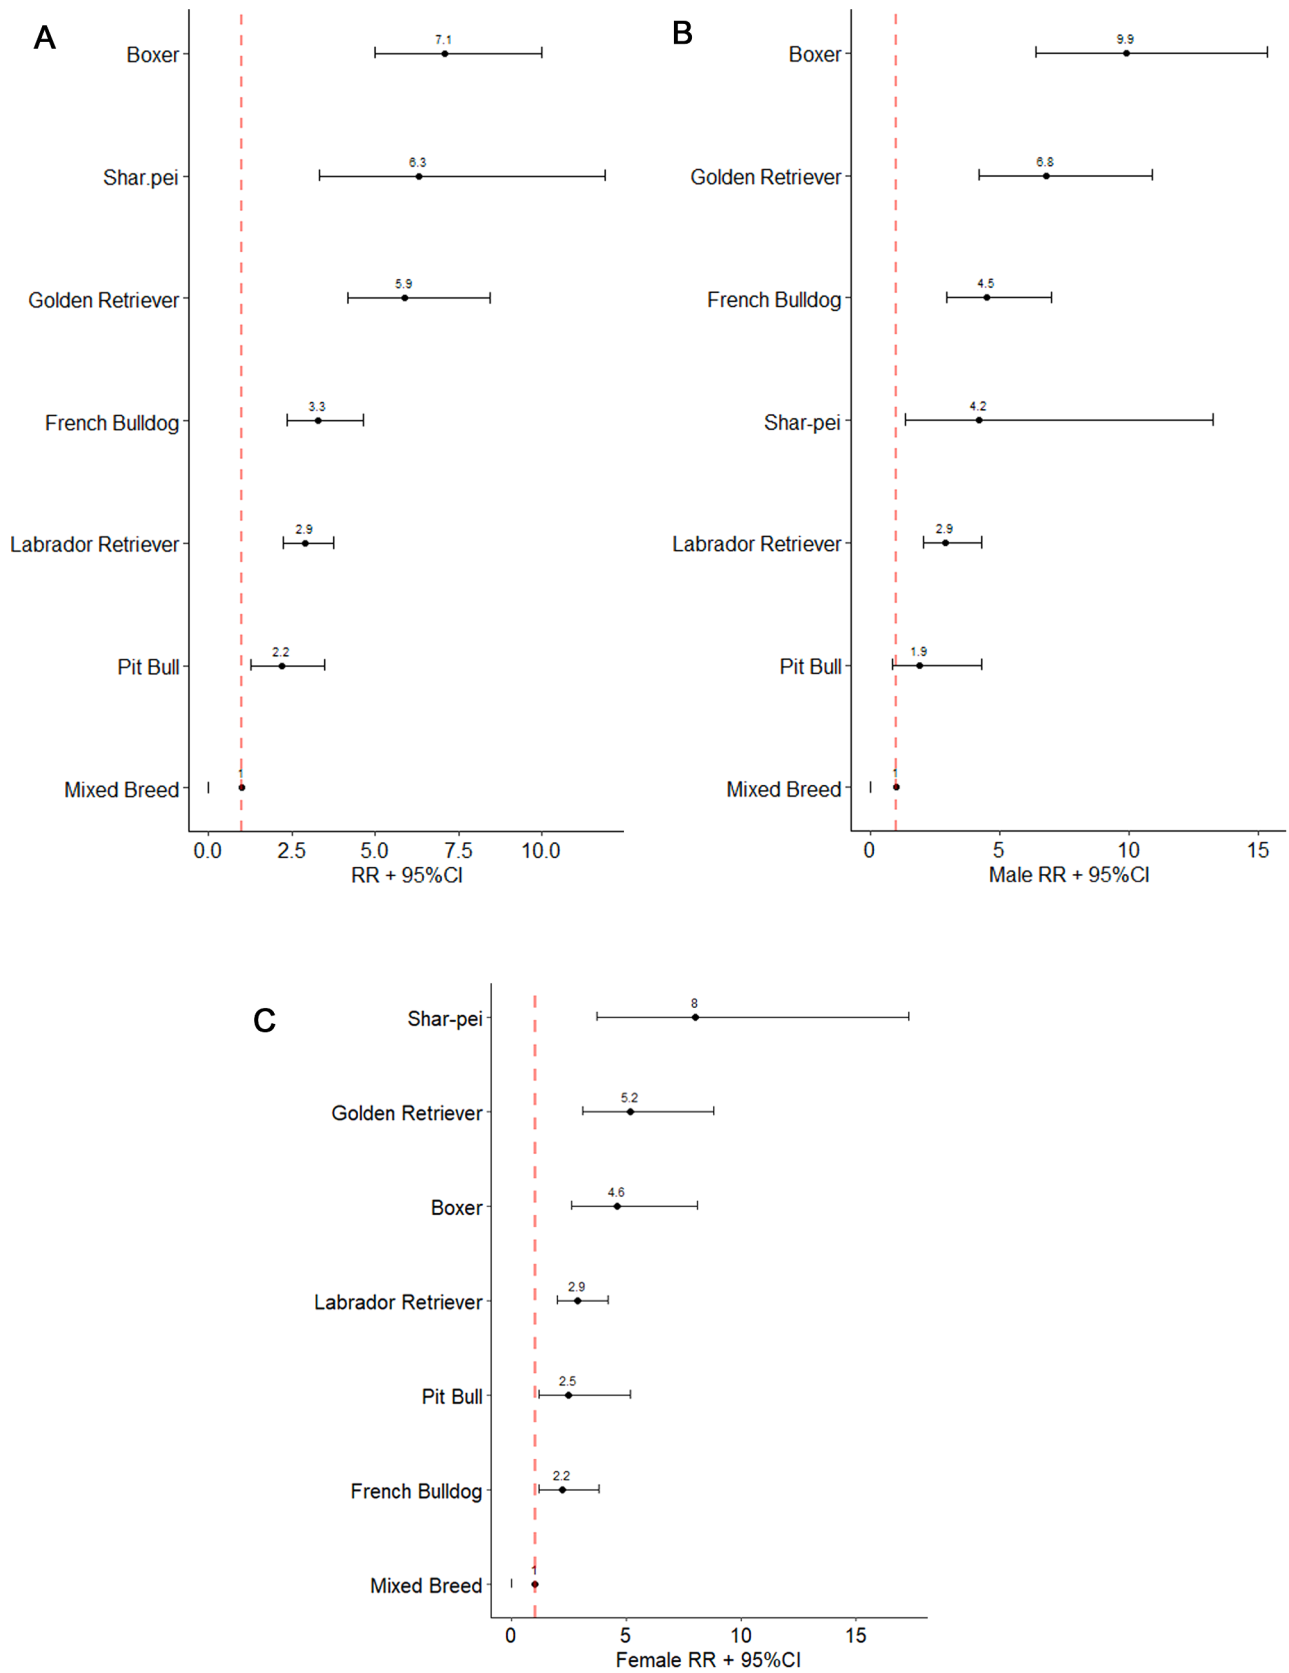 A
Boxer
7.1
Shar.pei
6.3
Golden Retriever
5.9
French Bulldog
3.3
Labrador Retriever
2.9
Pit Bull
2.2
Mixed Breed
1
0.0 2.5 5.0 7.5 10.0
RR + 95%CI
B
Boxer
9.9
Golden Retriever
6.8
French Bulldog
4.5
Shar-pei
4.2
Labrador Retriever
2.9
Pit Bull
1.9
Mixed Breed
1
0 5 10 15
Male RR + 95%CI
C
Shar-pei
8
Golden Retriever
5.2
Boxer
4.6
Labrador Retriever
2.9
Pit Bull
2.5
French Bulldog
2.2
Mixed Breed
1
0 5 10 15
Female RR + 95%CI